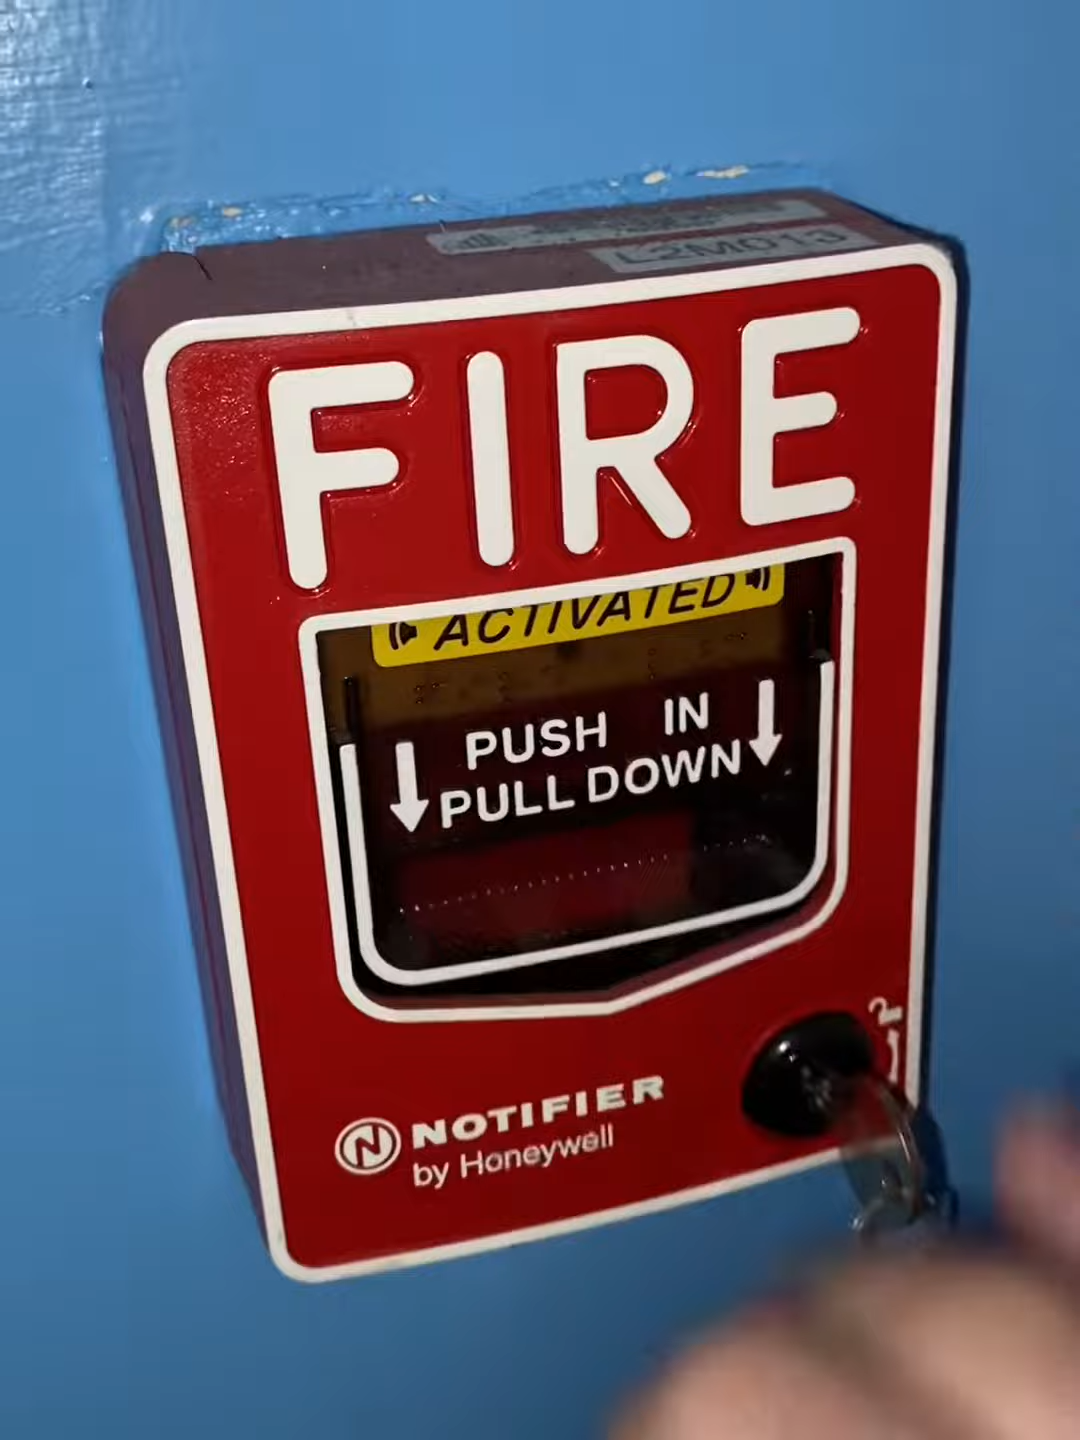 L2M013
FIRE
ACTIVATED
PUSH IN
PULL DOWN
NOTIFIER
by Honeywell